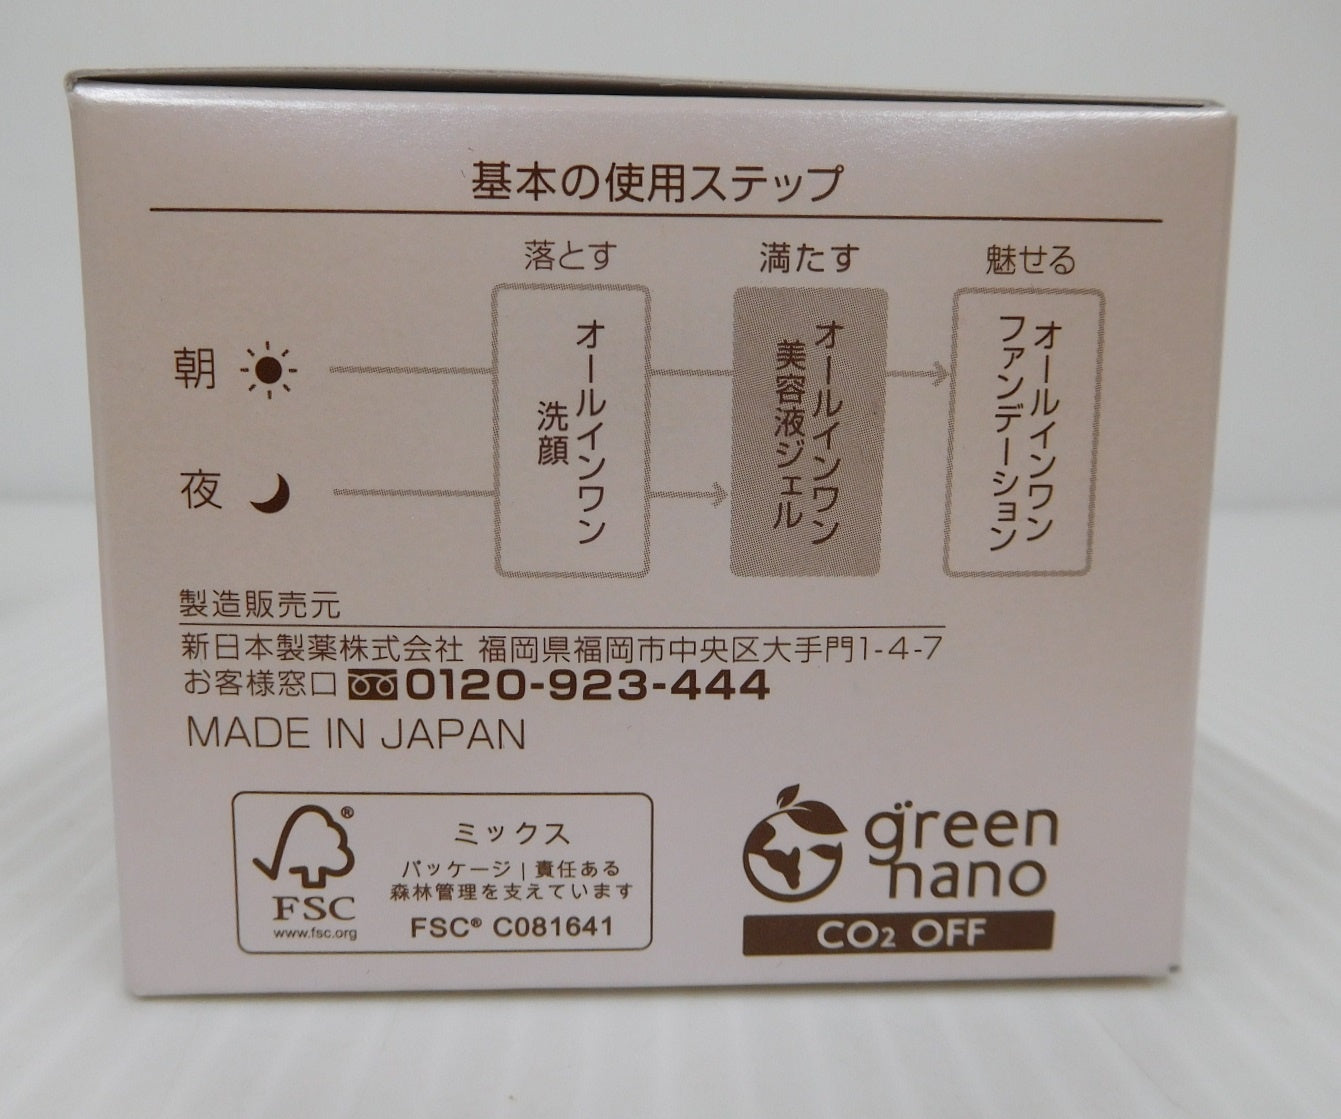 基本の使用ステップ
落とす
満たす
魅せる
朝
夜
オールインワン
洗顔
オールインワン
美容液ジェル
オールインワン
ファンデーション
製造販売元
新日本製薬株式会社 福岡県福岡市中央区大手門1-4-7
お客様窓口 0120-923-444
MADE IN JAPAN
®
FSC
www.fsc.org
ミックス
パッケージ | 責任ある
森林管理を支えています
FSC® C081641
green
nano
CO2 OFF